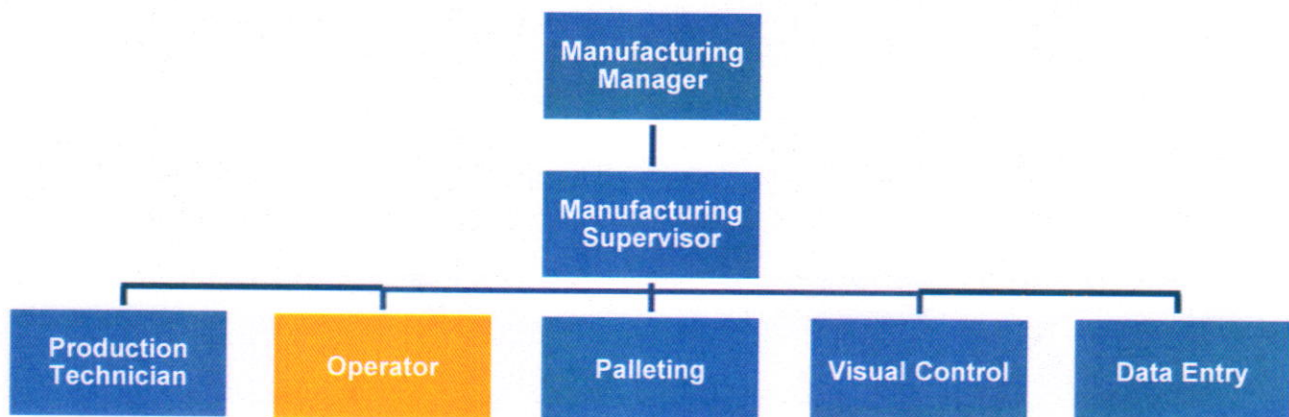 Manufacturing
Manager
Manufacturing
Supervisor
Production
Technician
Operator
Palleting
Visual Control
Data Entry